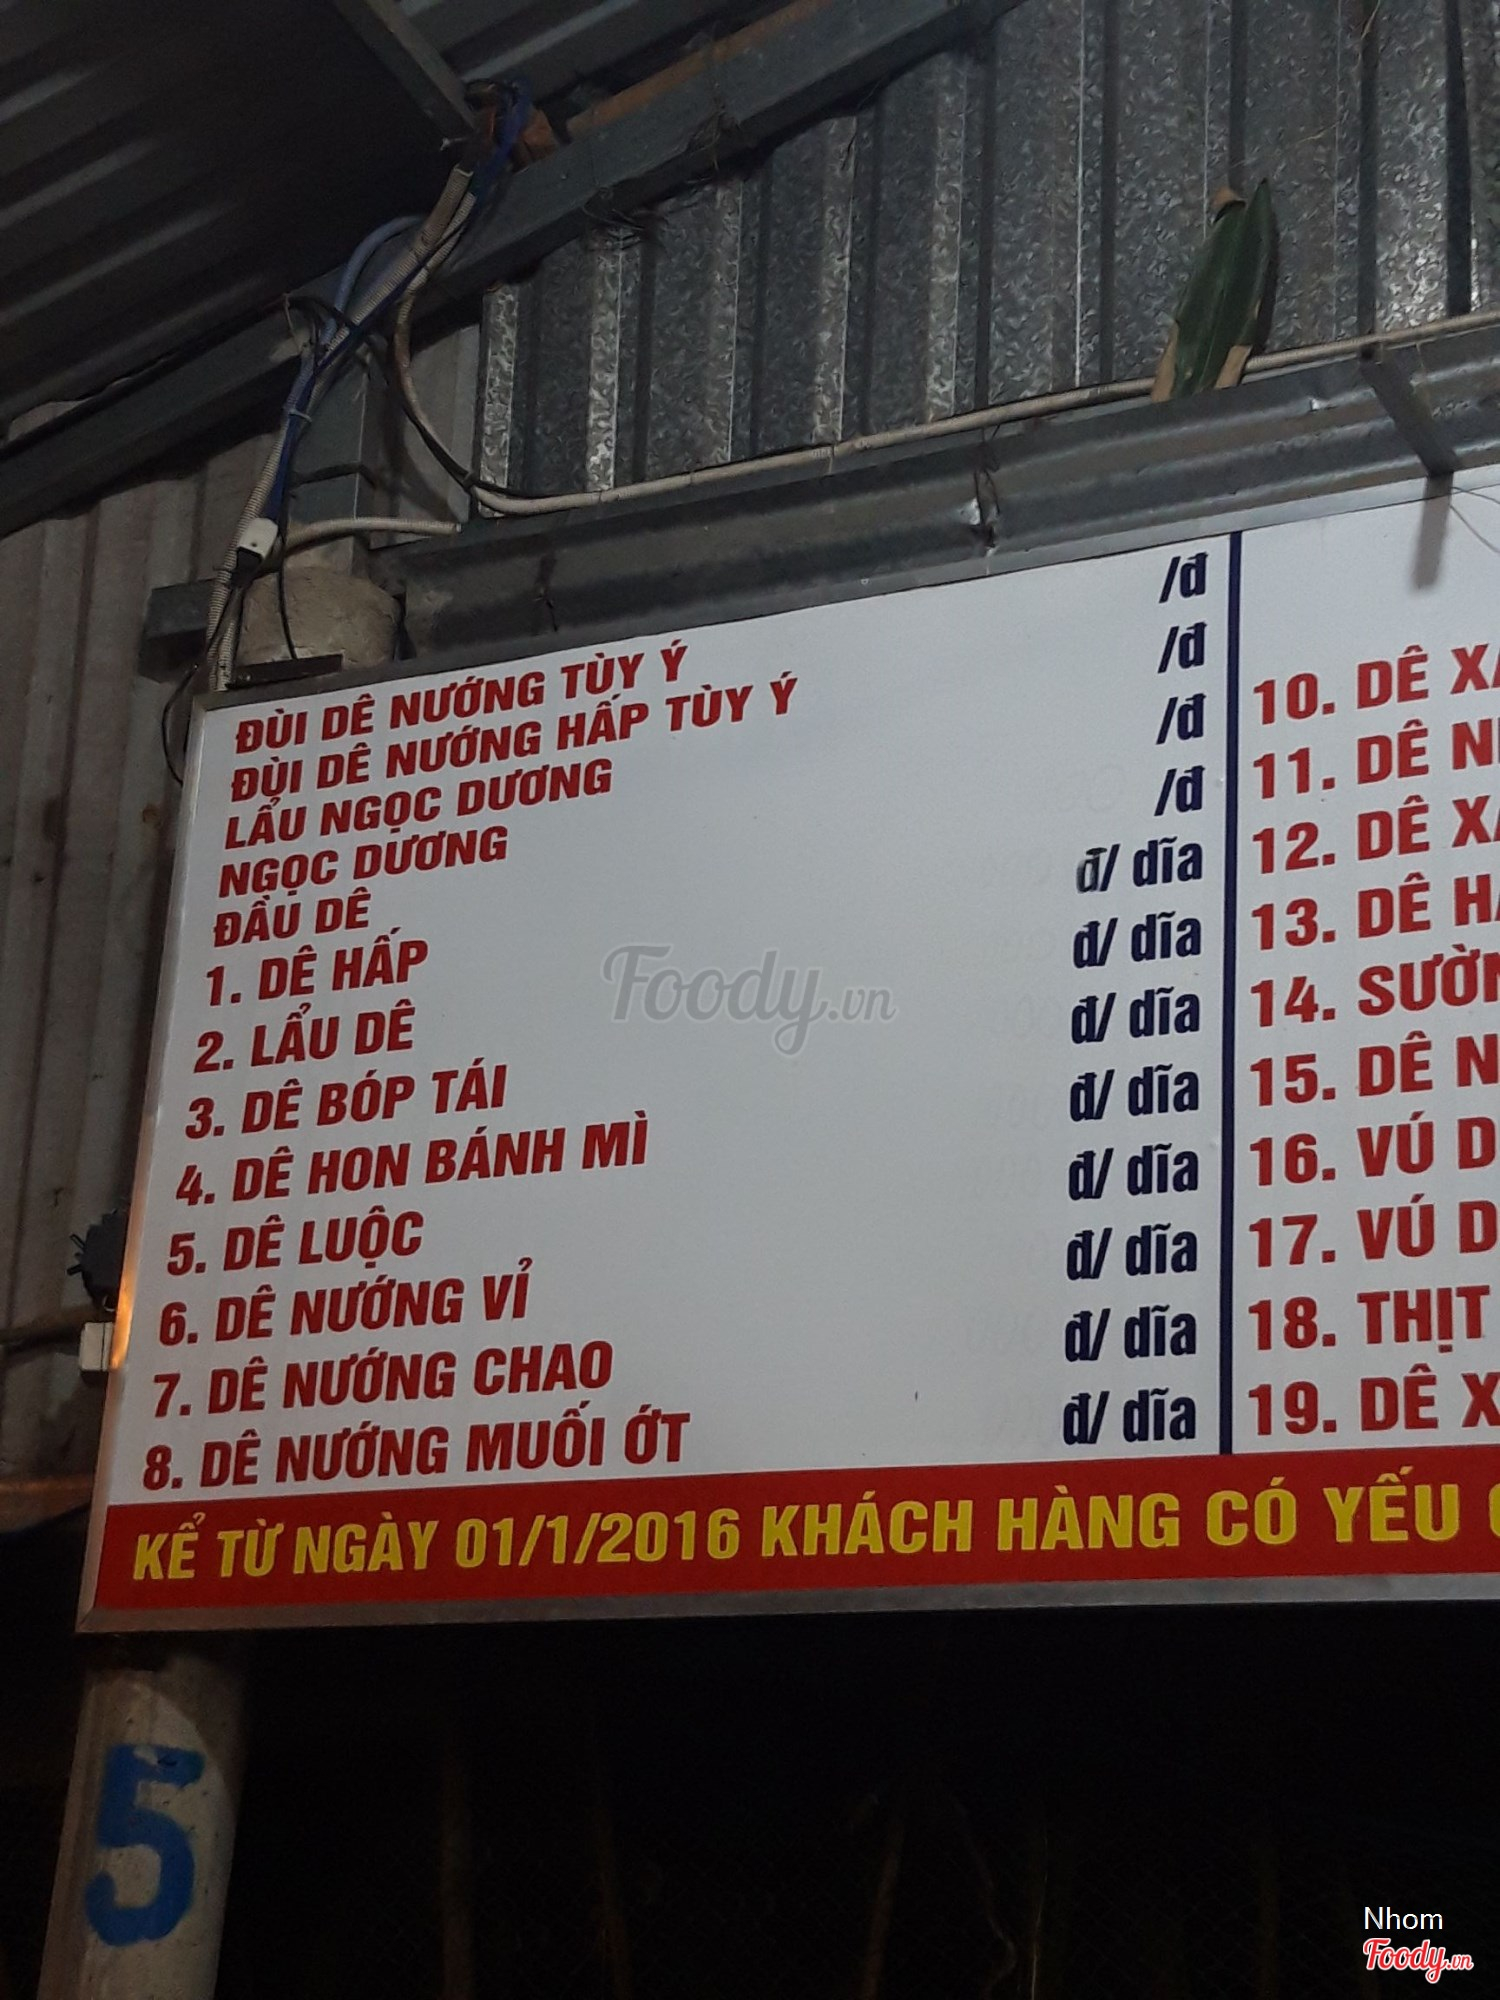 ĐÙI DÊ NƯỚNG TÙY Ý /đ
ĐÙI DÊ NƯỚNG HẤP TÙY Ý /đ
LẨU NGỌC DƯƠNG /đ
NGỌC DƯƠNG /đ
ĐẦU DÊ đ/ dĩa
1. DÊ HẤP đ/ dĩa
2. LẨU DÊ đ/ dĩa
3. DÊ BÓP TÁI đ/ dĩa
4. DÊ HON BÁNH MÌ đ/ dĩa
5. DÊ LUỘC đ/ dĩa
6. DÊ NƯỚNG VỈ đ/ dĩa
7. DÊ NƯỚNG CHAO đ/ dĩa
8. DÊ NƯỚNG MUỐI ỚT
10. DÊ
11. DÊ
12. DÊ
13. DÊ
14.
15. DÊ
16. VÚ
17. VÚ
18. THỊT
19. DÊ
KỂ TỪ NGÀY 01/1/2016 KHÁCH HÀNG CÓ YẾU
5
Foody.vn
Nhom
Foody.vn